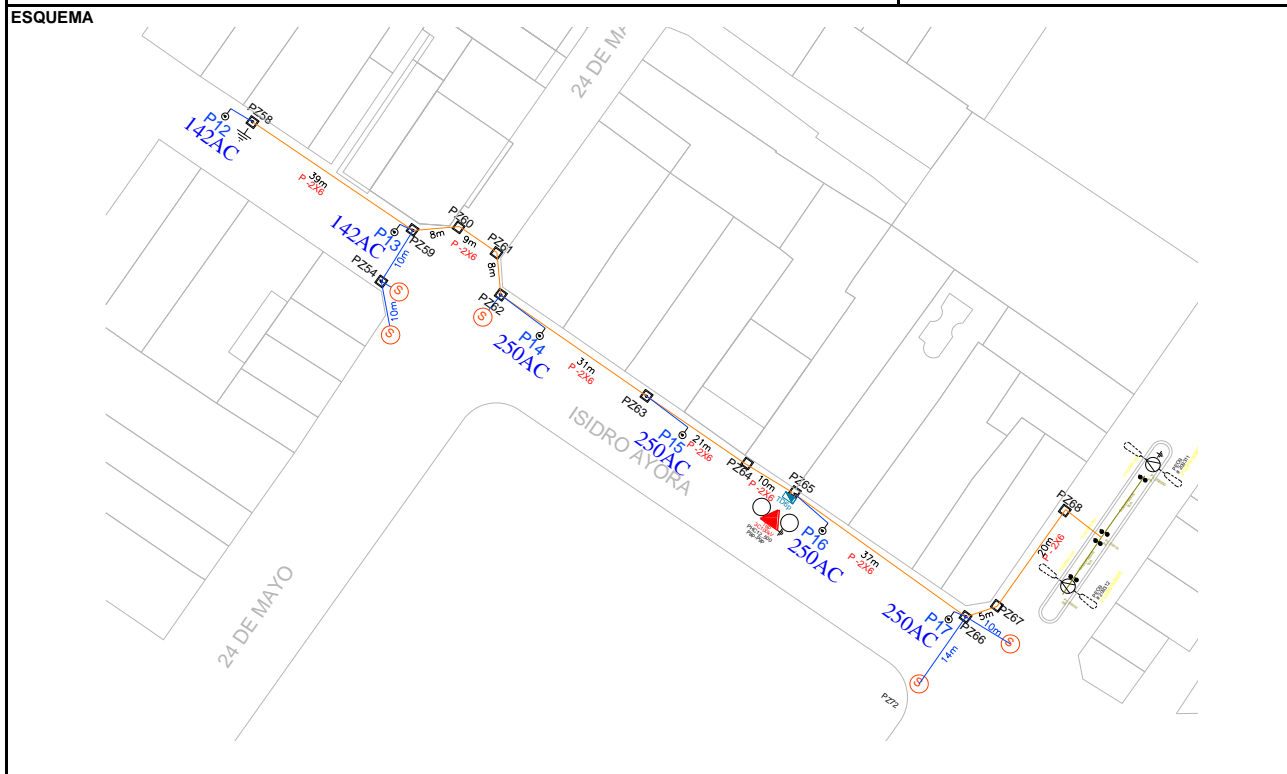 ESQUEMA
24 DE MA
PZ58
P12
142AC
39m
P -2X6
P13
142AC
PZ59
8m
PZ60
9m
P-2X6
PZ61
8m
10m
PZ54
S
10m
S
PZ62
S
P14
250AC
31m
P -2X6
PZ63
ISIDRO AYORA
P15
250AC
21m
P -2X6
PZ64
10m
P -2X6
PZ65
P16
250AC
37m
P -2X6
PZ68
20m
P- 2X6
PZ67
P17
250AC
PZ66
10m
S
14m
S
PZ72
24 DE MAYO